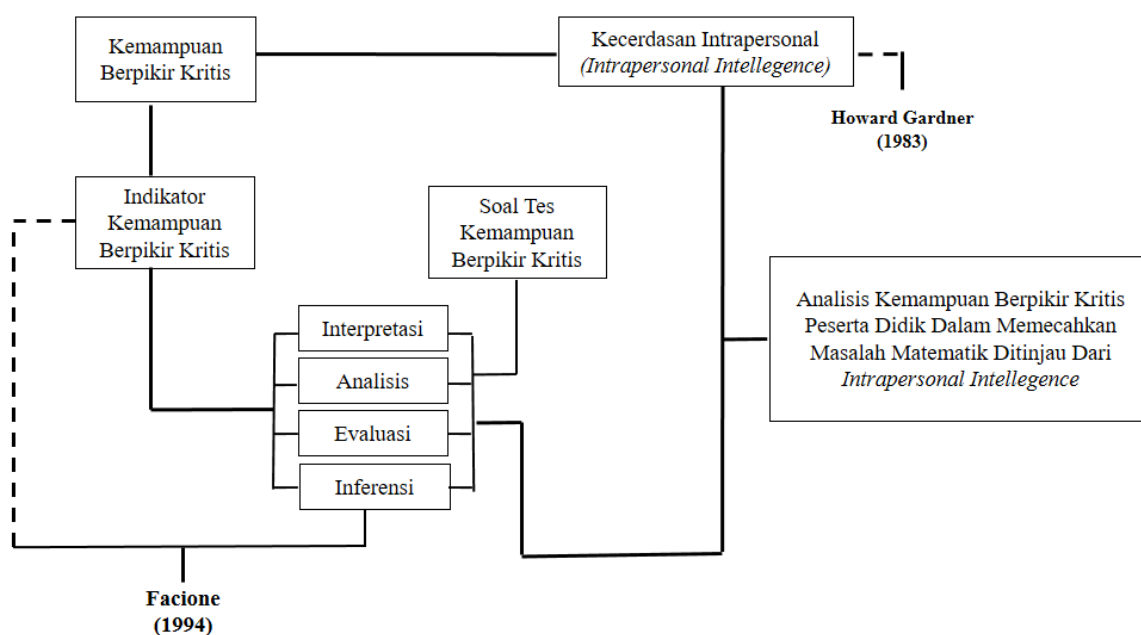 Kemampuan
Berpikir Kritis
Kecerdasan Intrapersonal
(Intrapersonal Intellegence)
Howard Gardner
(1983)
Indikator
Kemampuan
Berpikir Kritis
Soal Tes
Kemampuan
Berpikir Kritis
Interpretasi
Analisis
Evaluasi
Inferensi
Analisis Kemampuan Berpikir Kritis
Peserta Didik Dalam Memecahkan
Masalah Matematik Ditinjau Dari
Intrapersonal Intellegence
Facione
(1994)